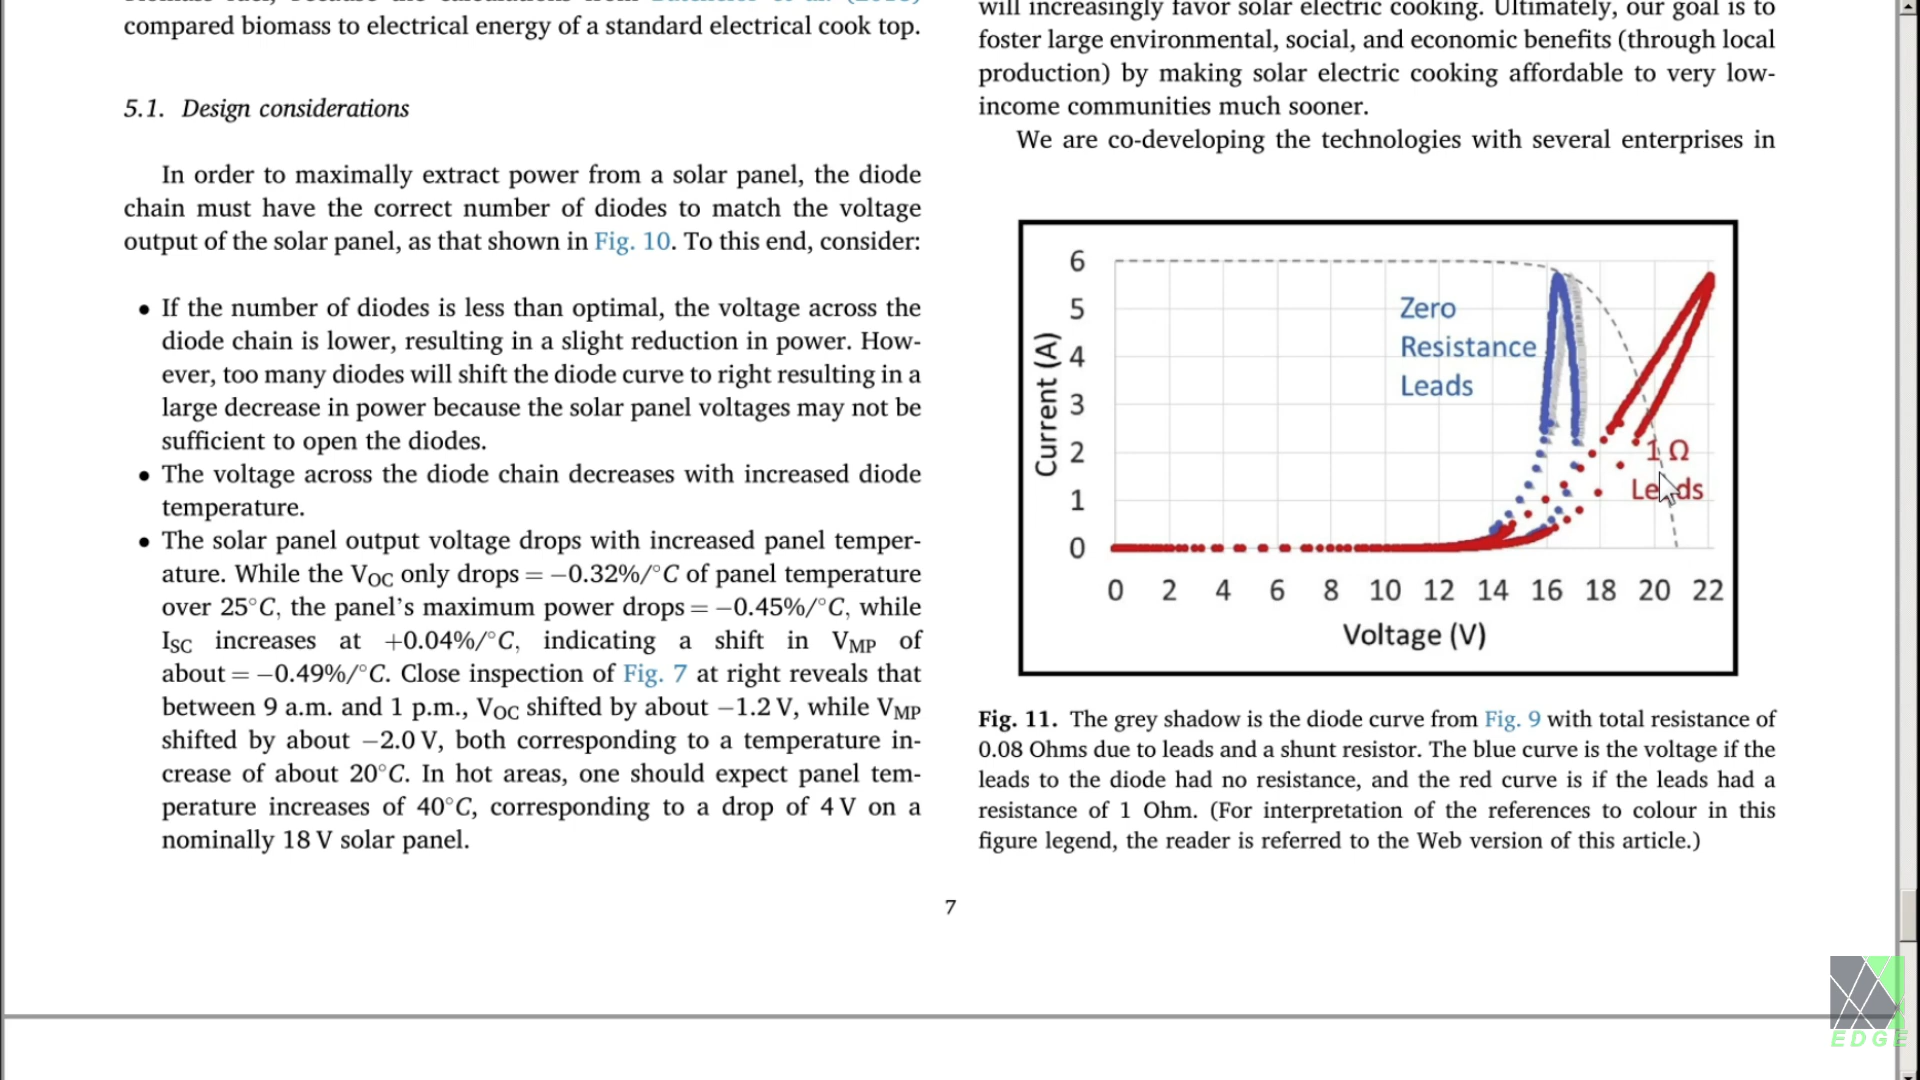 compared biomass to electrical energy of a standard electrical cook top.
5.1. Design considerations
In order to maximally extract power from a solar panel, the diode
chain must have the correct number of diodes to match the voltage
output of the solar panel, as that shown in Fig. 10. To this end, consider:
• If the number of diodes is less than optimal, the voltage across the
diode chain is lower, resulting in a slight reduction in power. How-
ever, too many diodes will shift the diode curve to right resulting in a
large decrease in power because the solar panel voltages may not be
sufficient to open the diodes.
• The voltage across the diode chain decreases with increased diode
temperature.
• The solar panel output voltage drops with increased panel temper-
ature. While the VOC only drops = −0.32%/°C of panel temperature
over 25°C, the panel's maximum power drops = −0.45%/°C, while
ISC increases at +0.04%/°C, indicating a shift in VMP of
about = −0.49%/°C. Close inspection of Fig. 7 at right reveals that
between 9 a.m. and 1 p.m., VOC shifted by about −1.2 V, while VMP
shifted by about −2.0 V, both corresponding to a temperature in-
crease of about 20°C. In hot areas, one should expect panel tem-
perature increases of 40°C, corresponding to a drop of 4 V on a
nominally 18 V solar panel.
will increasingly favor solar electric cooking. Ultimately, our goal is to
foster large environmental, social, and economic benefits (through local
production) by making solar electric cooking affordable to very low-
income communities much sooner.
We are co-developing the technologies with several enterprises in
6
5
4
3
2
1
0
Current (A)
Zero
Resistance
Leads
1 Ω
Leads
0 2 4 6 8 10 12 14 16 18 20 22
Voltage (V)
Fig. 11. The grey shadow is the diode curve from Fig. 9 with total resistance of
0.08 Ohms due to leads and a shunt resistor. The blue curve is the voltage if the
leads to the diode had no resistance, and the red curve is if the leads had a
resistance of 1 Ohm. (For interpretation of the references to colour in this
figure legend, the reader is referred to the Web version of this article.)
7
EDGE